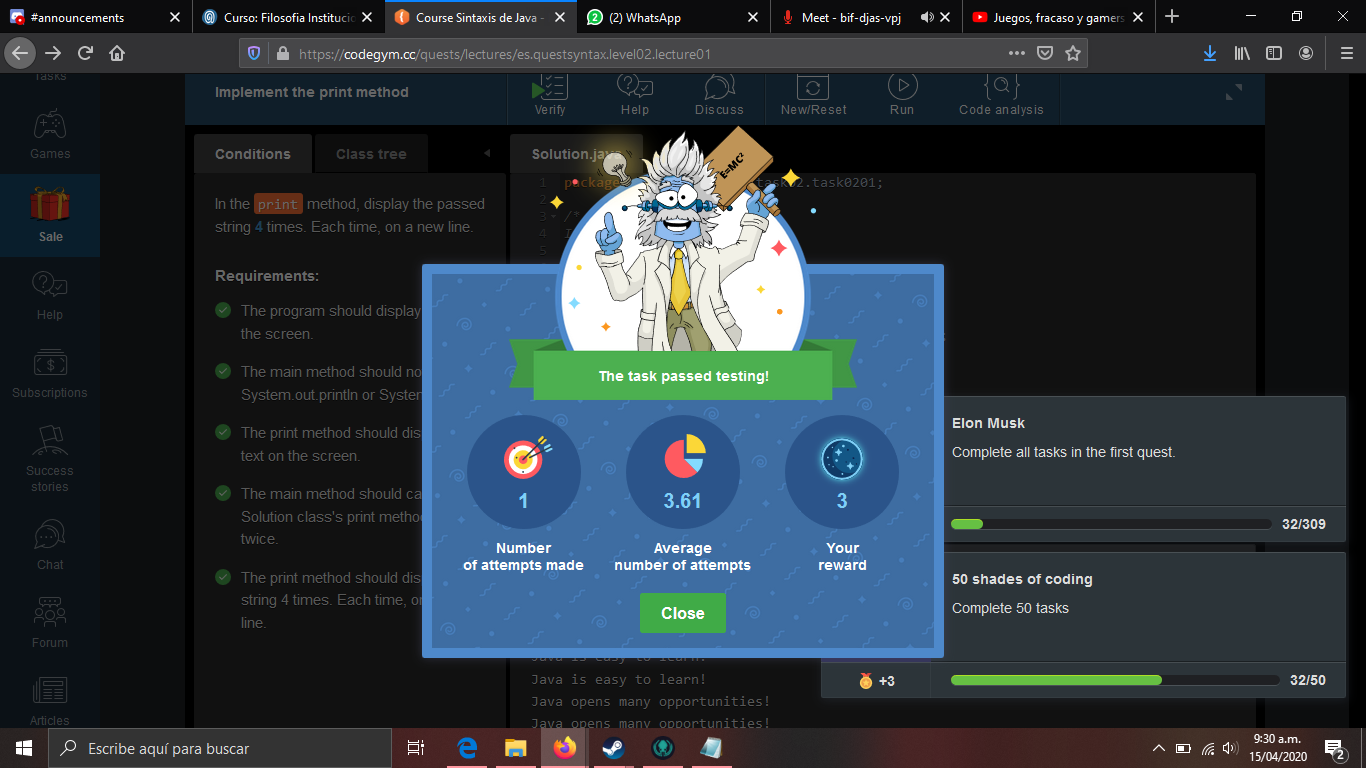 #announcements
Curso: Filosofia Institucio
Course Sintaxis de Java -
(2) WhatsApp
Meet - bif-djas-vpj
Juegos, fracaso y gamers
https://codegym.cc/quests/lectures/es.questsyntax.level02.lecture01
Tasks
Games
Sale
Help
Subscriptions
Success
stories
Chat
Forum
Articles
Implement the print method
Verify
Help
Discuss
New/Reset
Run
Code analysis
Conditions
Class tree
Solution.java
In the print method, display the passed
string 4 times. Each time, on a new line.
Requirements:
The program should display
the screen.
The main method should no
System.out.println or System
The print method should dis
text on the screen.
The main method should ca
Solution class's print metho
twice.
The print method should dis
string 4 times. Each time, o
line.
1 package task02.task0201;
2
3 /*
4
5
E=MC²
The task passed testing!
1
Number
of attempts made
3.61
Average
number of attempts
3
Your
reward
Close
Elon Musk
Complete all tasks in the first quest.
32/309
50 shades of coding
Complete 50 tasks
+3
32/50
Java is easy to learn!
Java is easy to learn!
Java opens many opportunities!
Java opens many opportunities!
Escribe aquí para buscar
9:30 a.m.
15/04/2020
2